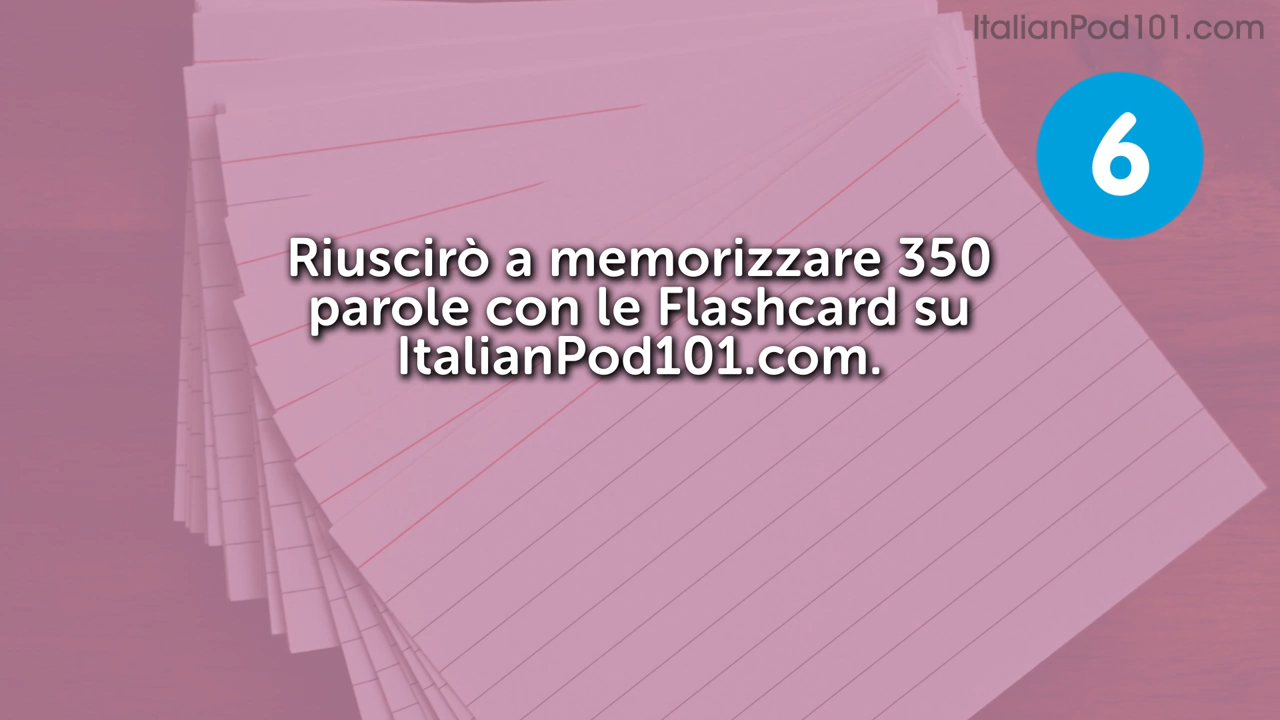 ItalianPod101.com
6
Riuscirò a memorizzare 350
parole con le Flashcard su
ItalianPod101.com.